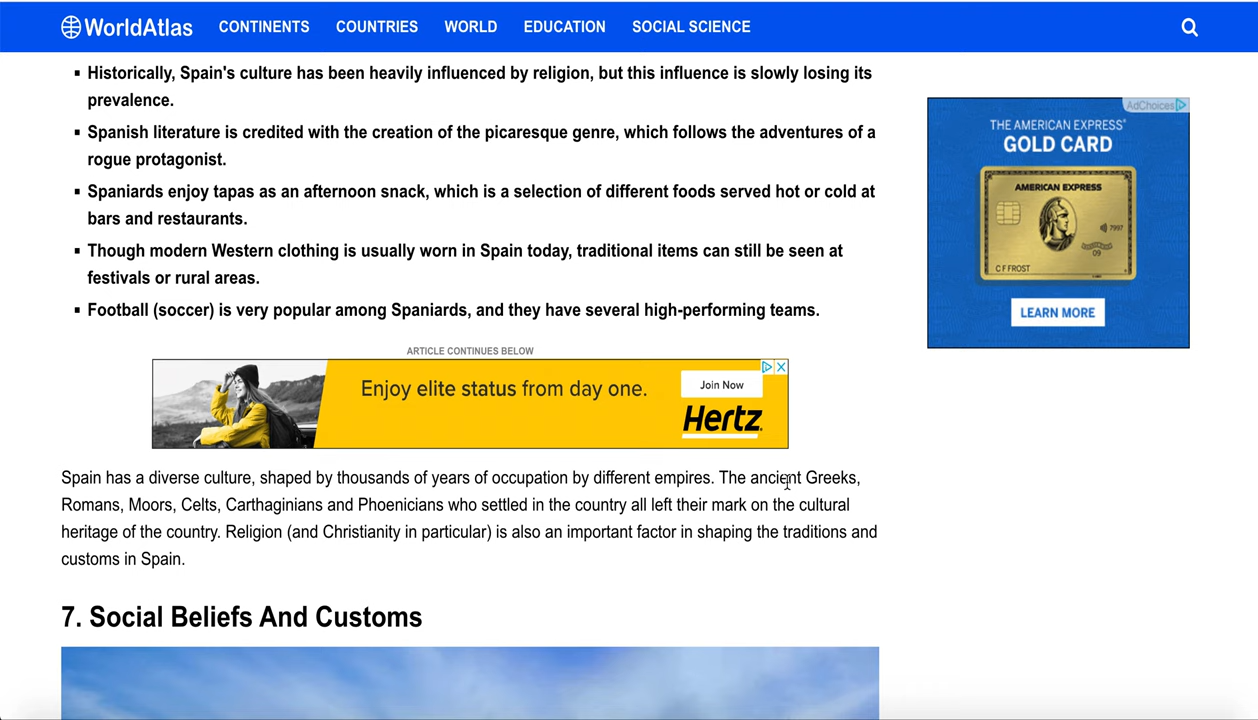 WorldAtlas CONTINENTS COUNTRIES WORLD EDUCATION SOCIAL SCIENCE
▪ Historically, Spain's culture has been heavily influenced by religion, but this influence is slowly losing its
prevalence.
▪ Spanish literature is credited with the creation of the picaresque genre, which follows the adventures of a
rogue protagonist.
▪ Spaniards enjoy tapas as an afternoon snack, which is a selection of different foods served hot or cold at
bars and restaurants.
▪ Though modern Western clothing is usually worn in Spain today, traditional items can still be seen at
festivals or rural areas.
▪ Football (soccer) is very popular among Spaniards, and they have several high-performing teams.
ARTICLE CONTINUES BELOW
Enjoy elite status from day one.
Join Now
Hertz.
Spain has a diverse culture, shaped by thousands of years of occupation by different empires. The ancient Greeks,
Romans, Moors, Celts, Carthaginians and Phoenicians who settled in the country all left their mark on the cultural
heritage of the country. Religion (and Christianity in particular) is also an important factor in shaping the traditions and
customs in Spain.
7. Social Beliefs And Customs
AdChoices
THE AMERICAN EXPRESS®
GOLD CARD
AMERICAN EXPRESS
7997
09
C F FROST
LEARN MORE